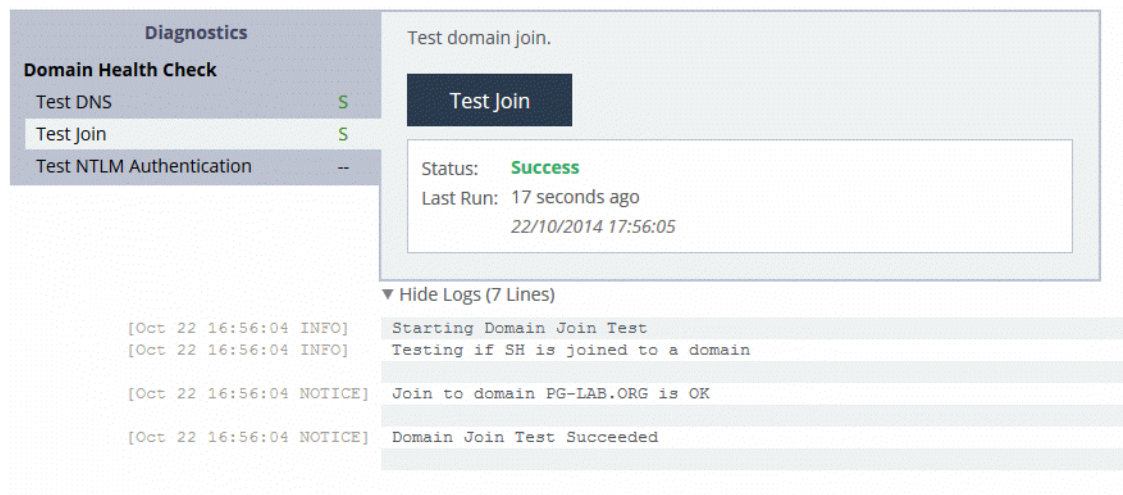 Diagnostics
Domain Health Check
Test DNS S
Test Join S
Test NTLM Authentication --
Test domain join.
Test Join
Status: Success
Last Run: 17 seconds ago
22/10/2014 17:56:05
▼ Hide Logs (7 Lines)
[Oct 22 16:56:04 INFO] Starting Domain Join Test
[Oct 22 16:56:04 INFO] Testing if SH is joined to a domain
[Oct 22 16:56:04 NOTICE] Join to domain PG-LAB.ORG is OK
[Oct 22 16:56:04 NOTICE] Domain Join Test Succeeded